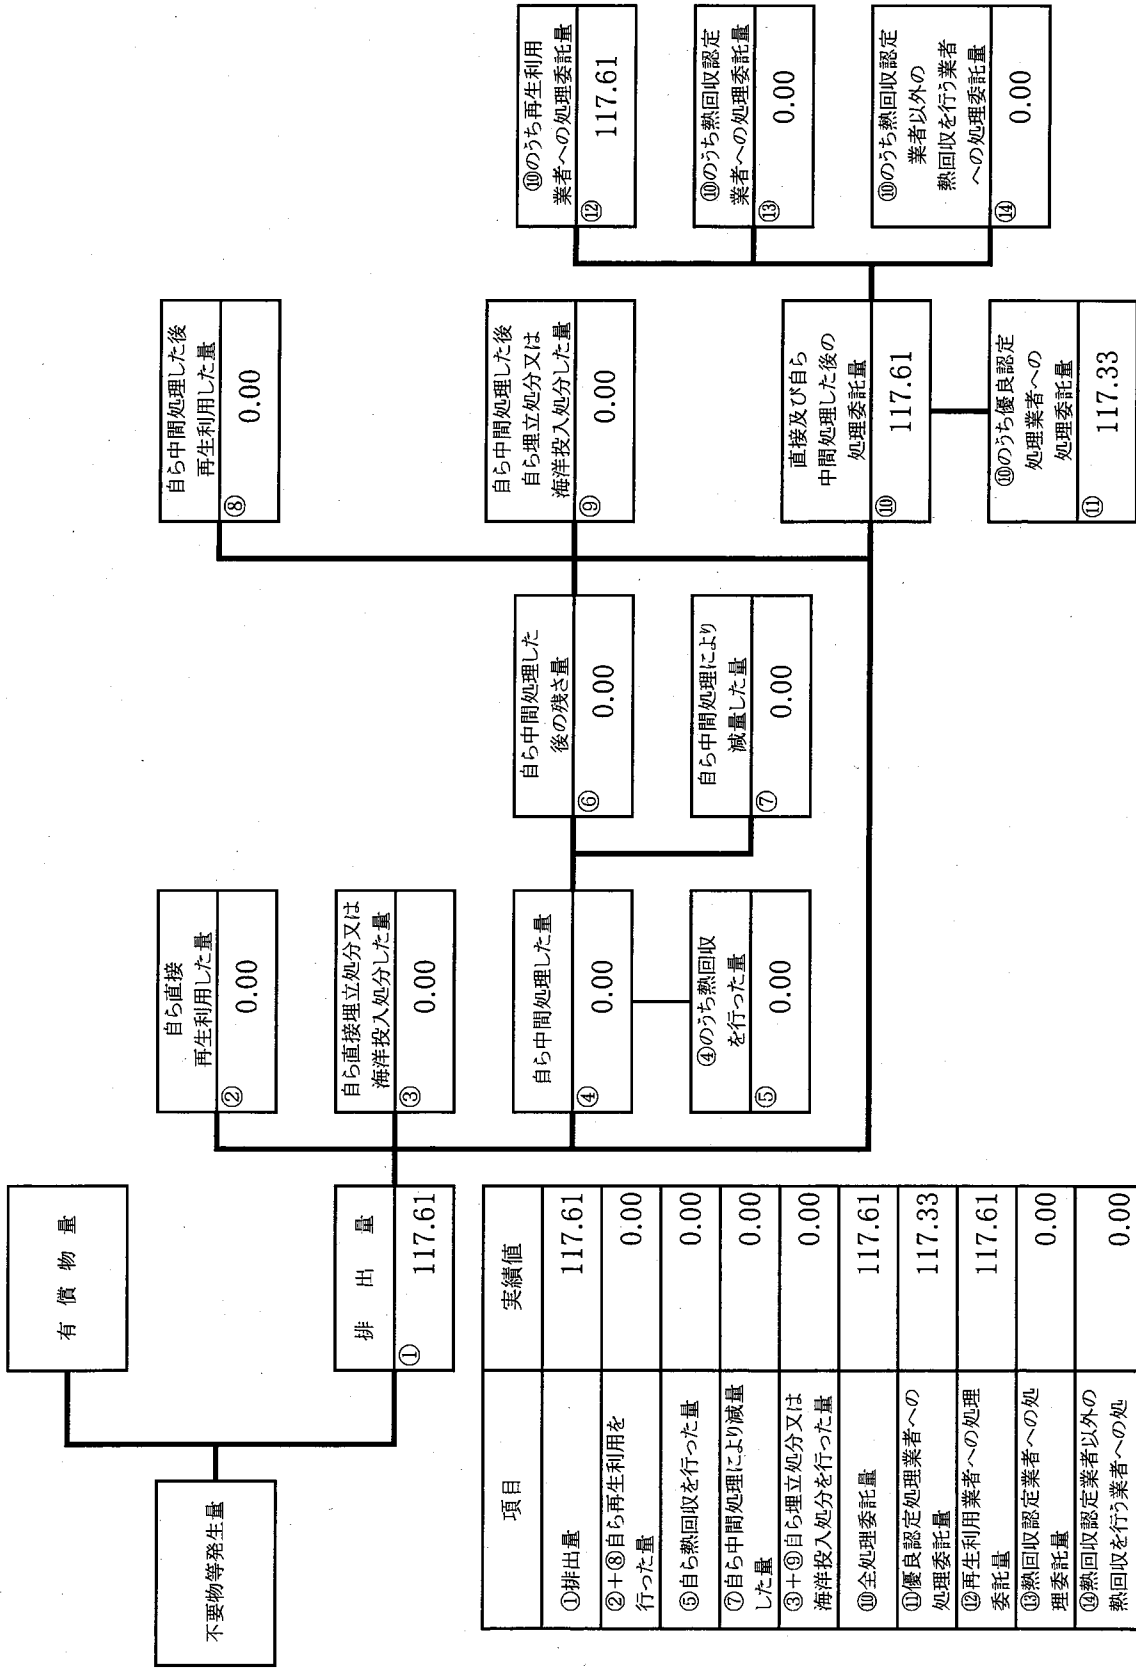 不要物等発生量
有償物量
排出量
①
117.61
自ら直接
再生利用した量
②
0.00
自ら直接埋立処分又は
海洋投入処分した量
③
0.00
自ら中間処理した量
④
0.00
④のうち熱回収
を行った量
⑤
0.00
自ら中間処理した
後の残さ量
⑥
0.00
自ら中間処理により
減量した量
⑦
0.00
自ら中間処理した後
再生利用した量
⑧
0.00
自ら中間処理した後
自ら埋立処分又は
海洋投入処分した量
⑨
0.00
直接及び自ら
中間処理した後の
処理委託量
⑩
117.61
⑩のうち優良認定
処理業者への
処理委託量
⑪
117.33
⑩のうち再生利用
業者への処理委託量
⑫
117.61
⑩のうち熱回収認定
業者への処理委託量
⑬
0.00
⑩のうち熱回収認定
業者以外の
熱回収を行う業者
への処理委託量
⑭
0.00
項目 実績値
①排出量 117.61
②+⑧自ら再生利用を
行った量 0.00
⑤自ら熱回収を行った量 0.00
⑦自ら中間処理により減量
した量 0.00
③+⑨自ら埋立処分又は
海洋投入処分を行った量 0.00
⑩全処理委託量 117.61
⑪優良認定処理業者への
処理委託量 117.33
⑫再生利用業者への処理
委託量 117.61
⑬熱回収認定業者への処
理委託量 0.00
⑭熱回収認定業者以外の
熱回収を行う業者への処 0.00